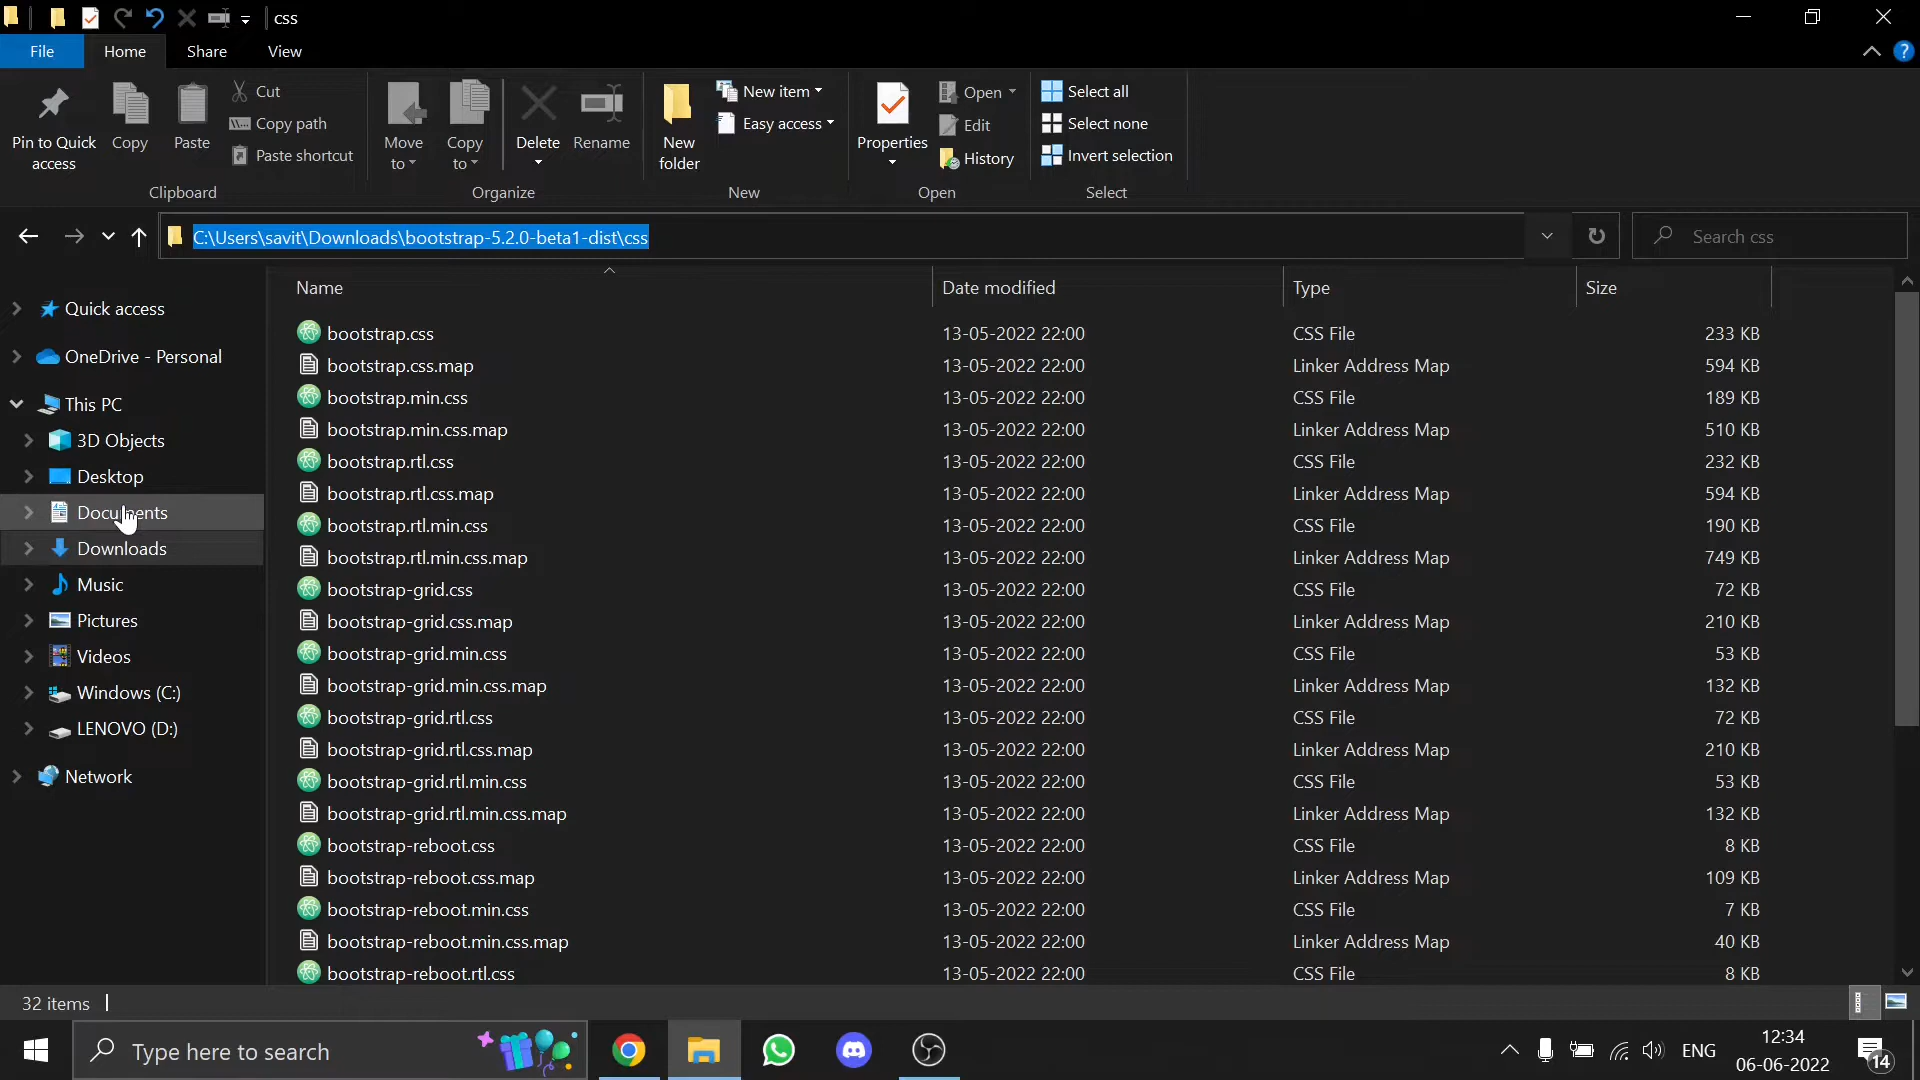 css
File Home Share View
Pin to Quick access
Copy
Paste
Cut
Copy path
Paste shortcut
Clipboard
Move to
Copy to
Delete
Rename
Organize
New folder
New item
Easy access
New
Properties
Open
Edit
History
Open
Select all
Select none
Invert selection
Select
C:\Users\savit\Downloads\bootstrap-5.2.0-beta1-dist\css
Search css
Quick access
OneDrive - Personal
This PC
3D Objects
Desktop
Documents
Downloads
Music
Pictures
Videos
Windows (C:)
LENOVO (D:)
Network
Name Date modified Type Size
bootstrap.css 13-05-2022 22:00 CSS File 233 KB
bootstrap.css.map 13-05-2022 22:00 Linker Address Map 594 KB
bootstrap.min.css 13-05-2022 22:00 CSS File 189 KB
bootstrap.min.css.map 13-05-2022 22:00 Linker Address Map 510 KB
bootstrap.rtl.css 13-05-2022 22:00 CSS File 232 KB
bootstrap.rtl.css.map 13-05-2022 22:00 Linker Address Map 594 KB
bootstrap.rtl.min.css 13-05-2022 22:00 CSS File 190 KB
bootstrap.rtl.min.css.map 13-05-2022 22:00 Linker Address Map 749 KB
bootstrap-grid.css 13-05-2022 22:00 CSS File 72 KB
bootstrap-grid.css.map 13-05-2022 22:00 Linker Address Map 210 KB
bootstrap-grid.min.css 13-05-2022 22:00 CSS File 53 KB
bootstrap-grid.min.css.map 13-05-2022 22:00 Linker Address Map 132 KB
bootstrap-grid.rtl.css 13-05-2022 22:00 CSS File 72 KB
bootstrap-grid.rtl.css.map 13-05-2022 22:00 Linker Address Map 210 KB
bootstrap-grid.rtl.min.css 13-05-2022 22:00 CSS File 53 KB
bootstrap-grid.rtl.min.css.map 13-05-2022 22:00 Linker Address Map 132 KB
bootstrap-reboot.css 13-05-2022 22:00 CSS File 8 KB
bootstrap-reboot.css.map 13-05-2022 22:00 Linker Address Map 109 KB
bootstrap-reboot.min.css 13-05-2022 22:00 CSS File 7 KB
bootstrap-reboot.min.css.map 13-05-2022 22:00 Linker Address Map 40 KB
bootstrap-reboot.rtl.css 13-05-2022 22:00 CSS File 8 KB
32 items
Type here to search
ENG
12:34
06-06-2022
14